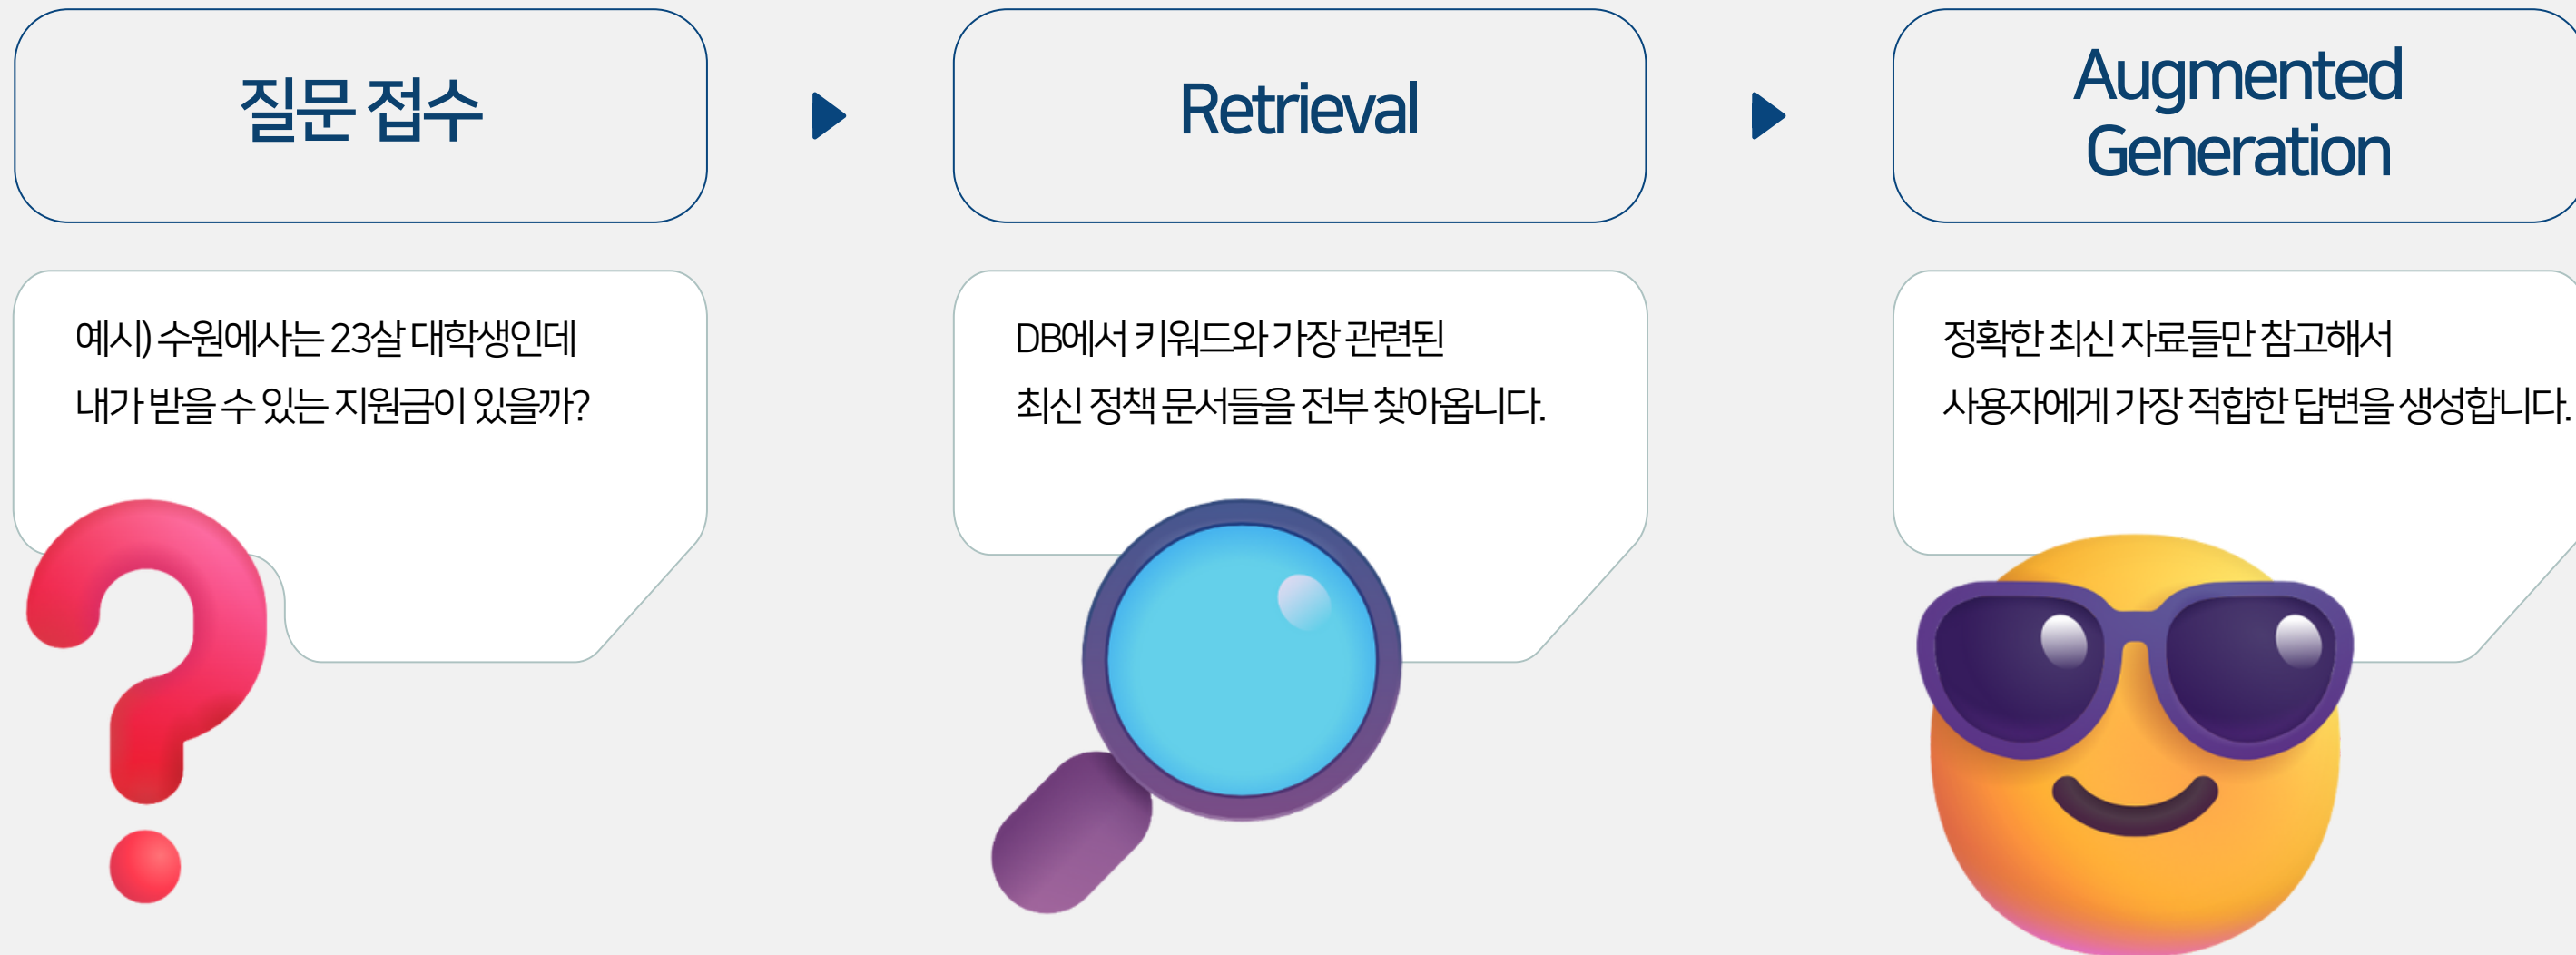 질문 접수
Retrieval
Augmented
Generation
예시) 수원에사는 23살 대학생인데
내가 받을 수 있는 지원금이 있을까?
DB에서 키워드와 가장 관련된
최신 정책 문서들을 전부 찾아옵니다.
정확한 최신 자료들만 참고해서
사용자에게 가장 적합한 답변을 생성합니다.